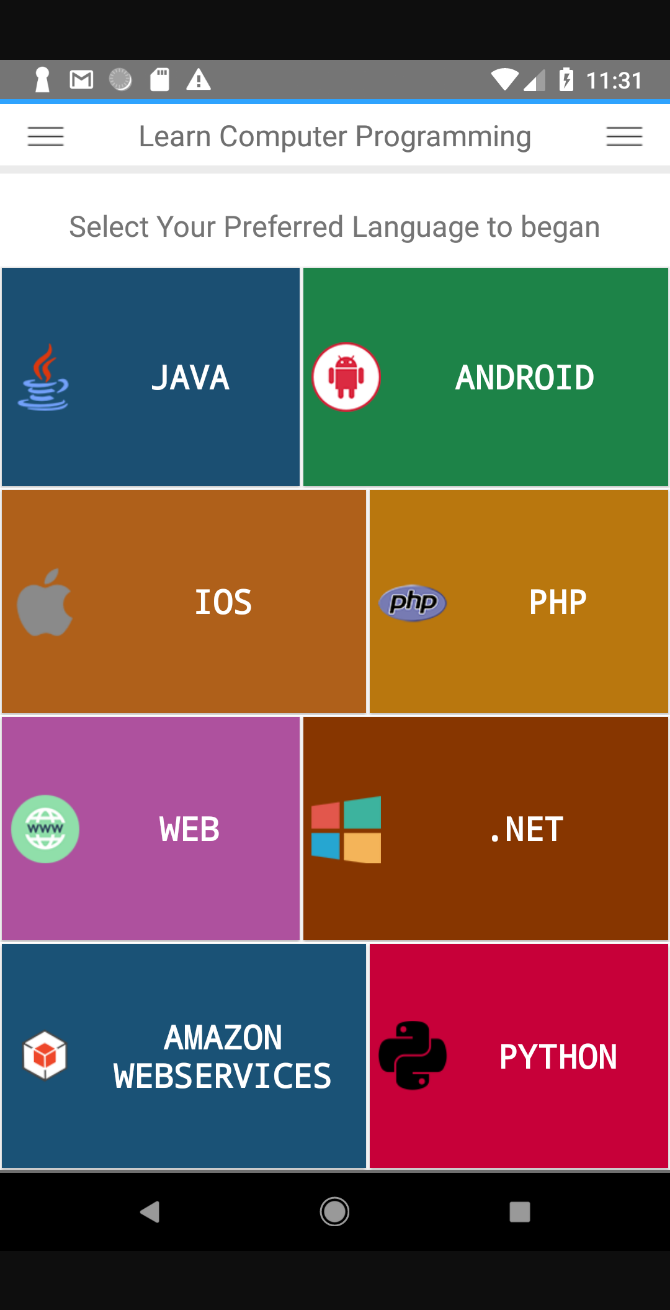 11:31
Learn Computer Programming
Select Your Preferred Language to began
JAVA
ANDROID
IOS
php
PHP
WWW
WEB
.NET
AMAZON
WEBSERVICES
PYTHON